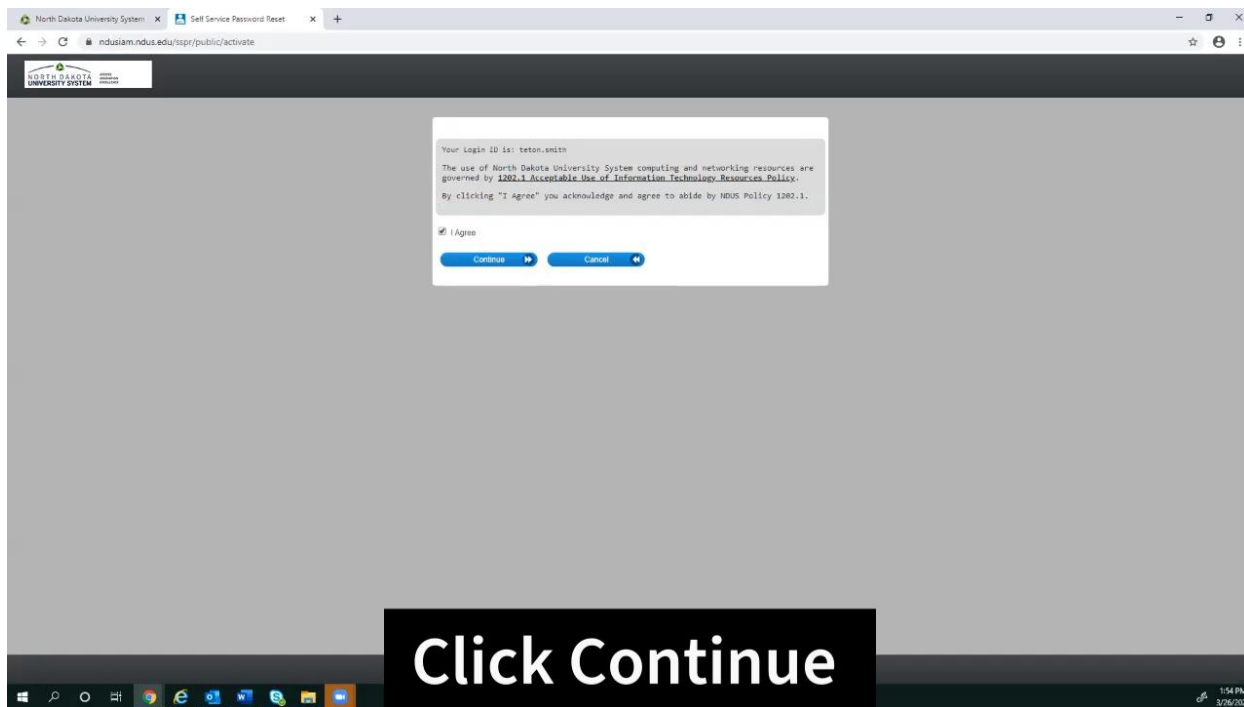 North Dakota University System
Self Service Password Reset
ndusiam.ndus.edu/sspr/public/activate
NORTH DAKOTA
UNIVERSITY SYSTEM
Your Login ID is: teton.smith
The use of North Dakota University System computing and networking resources are
governed by 1202.1 Acceptable Use of Information Technology Resources Policy.
By clicking "I Agree" you acknowledge and agree to abide by NDUS Policy 1202.1.
I Agree
Continue
Cancel
Click Continue
1:54 PM